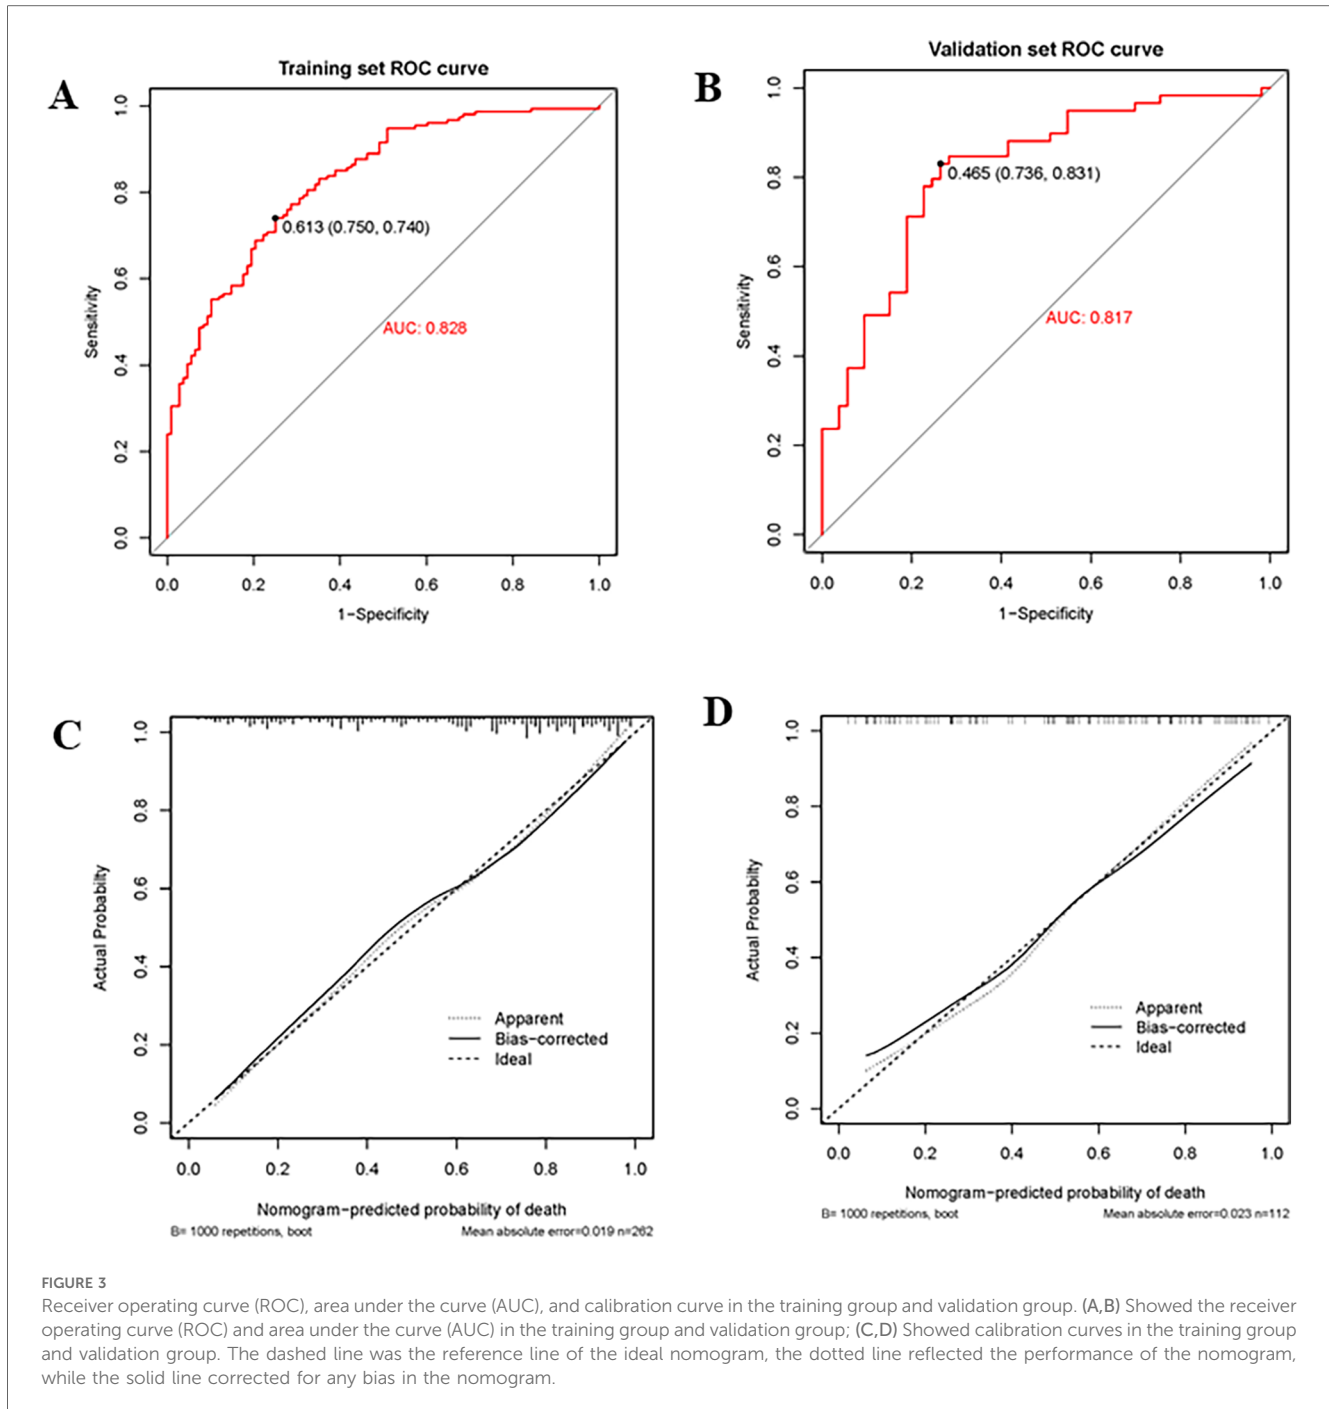 Training set ROC curve
A
Sensitivity
0.0 0.2 0.4 0.6 0.8 1.0
0.613 (0.750, 0.740)
AUC: 0.828
0.0 0.2 0.4 0.6 0.8 1.0
1-Specificity
Validation set ROC curve
B
Sensitivity
0.0 0.2 0.4 0.6 0.8 1.0
0.465 (0.736, 0.831)
AUC: 0.817
0.0 0.2 0.4 0.6 0.8 1.0
1-Specificity
C
Actual Probabilty
0.0 0.2 0.4 0.6 0.8 1.0
Apparent
Bias-corrected
Ideal
0.0 0.2 0.4 0.6 0.8 1.0
Nomogram-predicted probability of death
B= 1000 repetitions, boot
Mean absolute error=0.019 n=262
D
Actual Probabilty
0.0 0.2 0.4 0.6 0.8 1.0
Apparent
Bias-corrected
Ideal
0.0 0.2 0.4 0.6 0.8 1.0
Nomogram-predicted probability of death
B= 1000 repetitions, boot
Mean absolute error=0.023 n=112
FIGURE 3
Receiver operating curve (ROC), area under the curve (AUC), and calibration curve in the training group and validation group. (A,B) Showed the receiver
operating curve (ROC) and area under the curve (AUC) in the training group and validation group; (C,D) Showed calibration curves in the training group
and validation group. The dashed line was the reference line of the ideal nomogram, the dotted line reflected the performance of the nomogram,
while the solid line corrected for any bias in the nomogram.